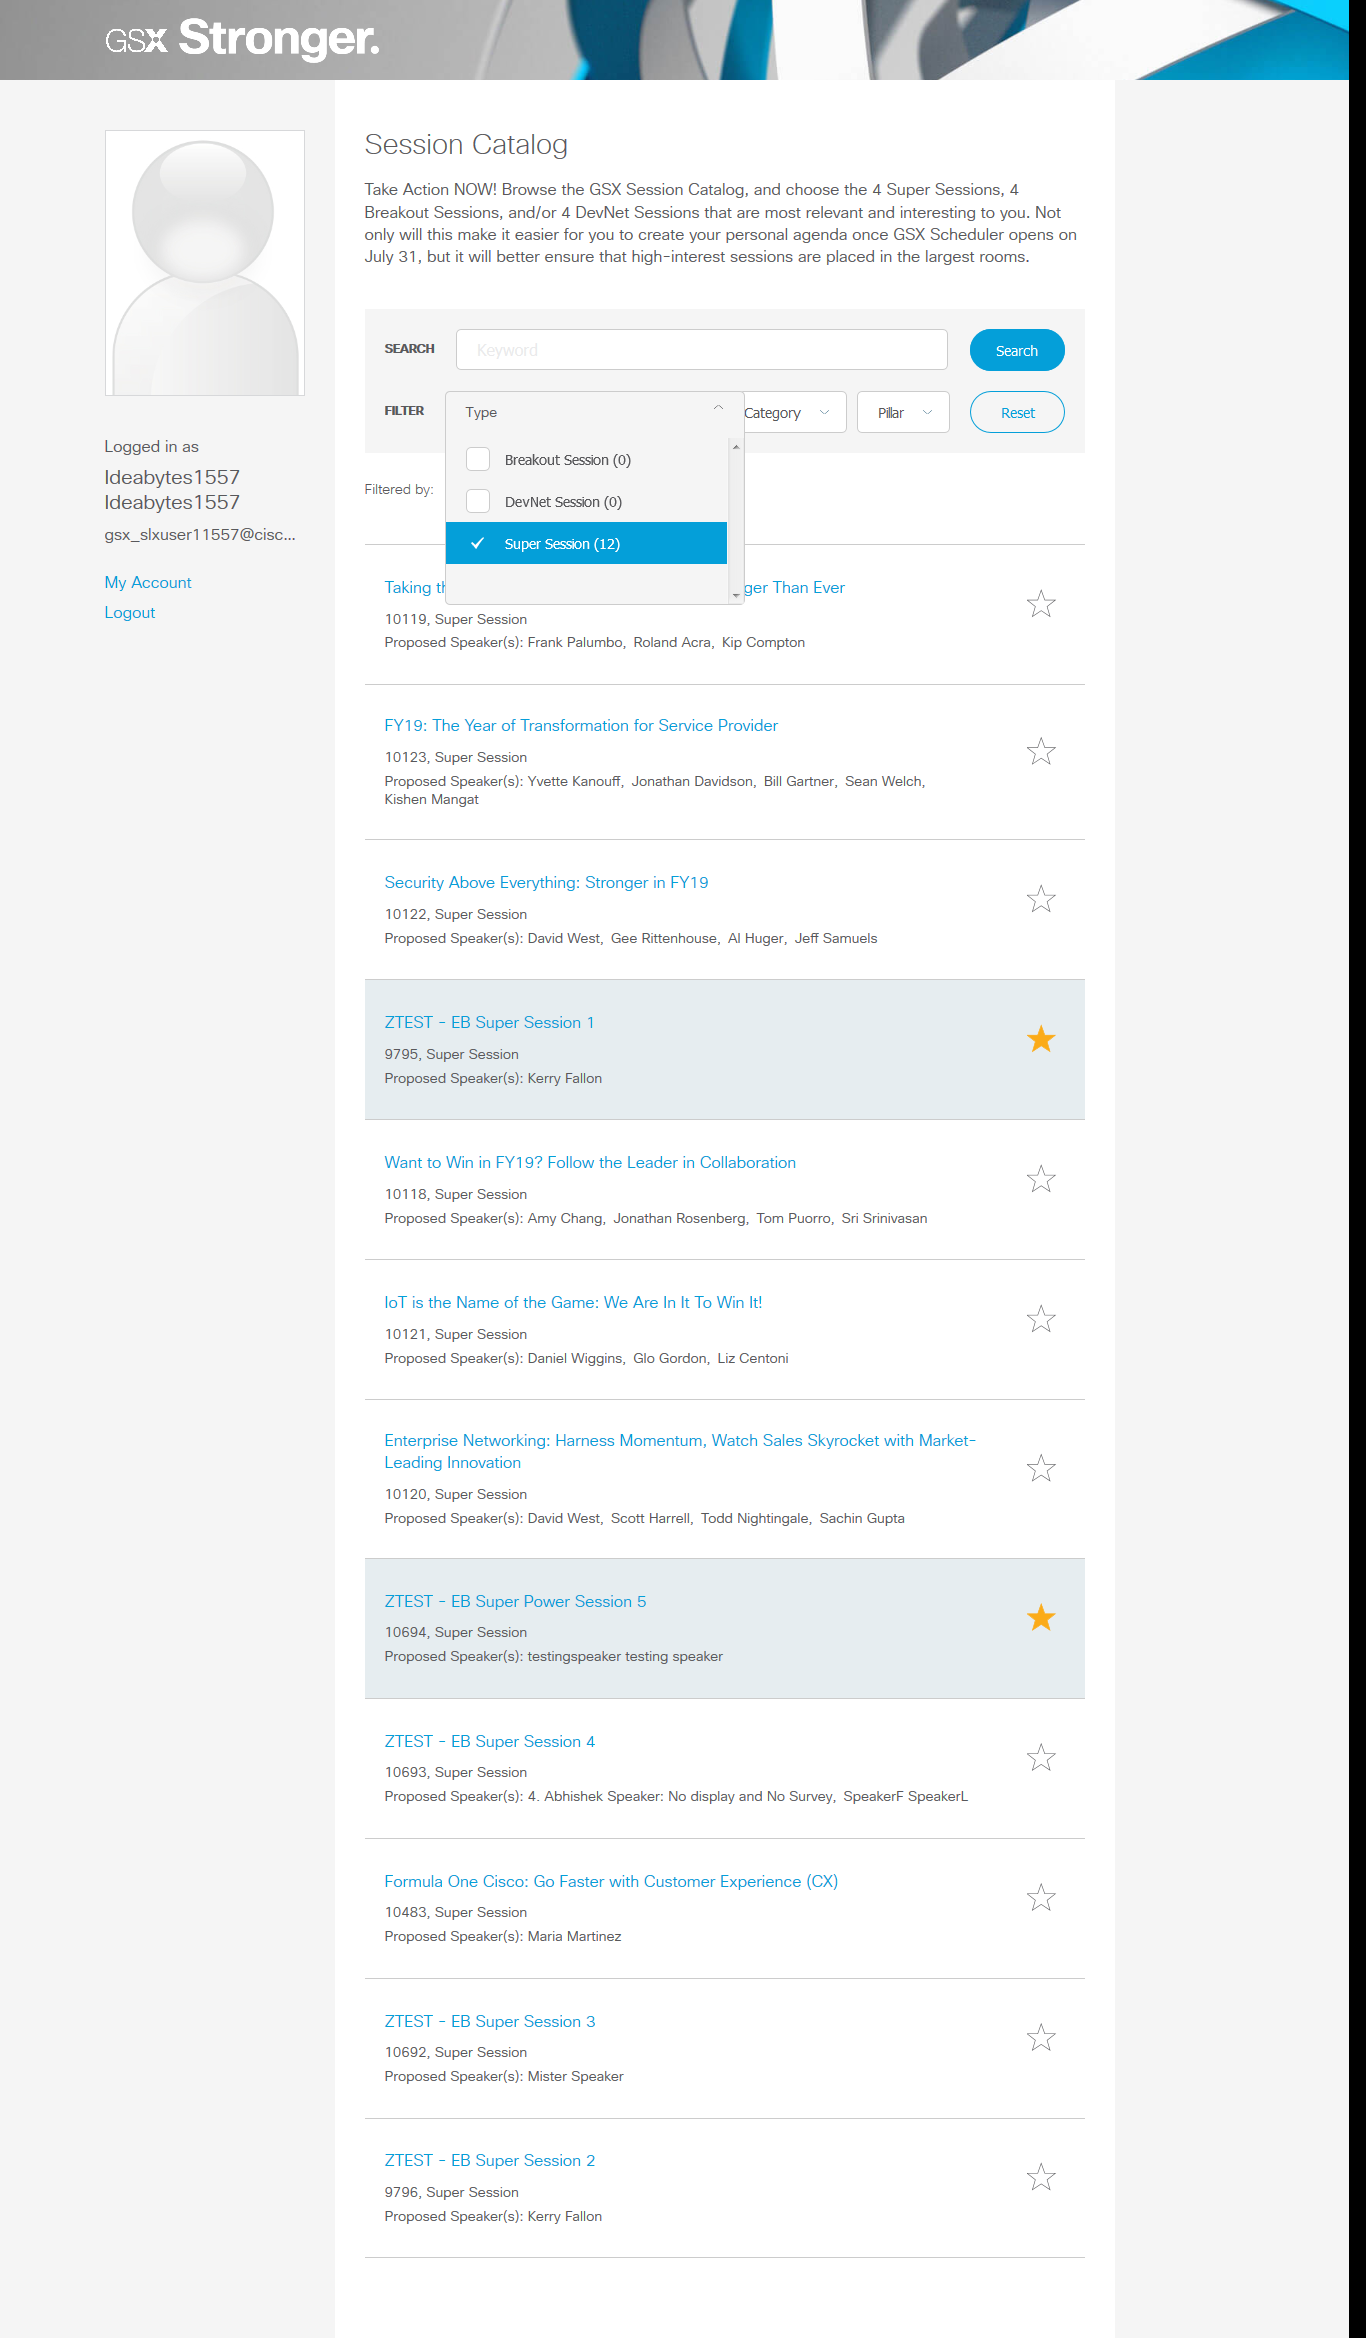 GSX Stronger.
Session Catalog
Take Action NOW! Browse the GSX Session Catalog, and choose the 4 Super Sessions, 4
Breakout Sessions, and/or 4 DevNet Sessions that are most relevant and interesting to you. Not
only will this make it easier for you to create your personal agenda once GSX Scheduler opens on
July 31, but it will better ensure that high-interest sessions are placed in the largest rooms.
SEARCH Keyword Search
FILTER Type Category Pillar Reset
Breakout Session (0)
DevNet Session (0)
Super Session (12)
Filtered by:
Logged in as
Ideabytes1557
Ideabytes1557
gsx_slxuser11557@cisc...
My Account
Logout
Taking Than Ever
10119, Super Session
Proposed Speaker(s): Frank Palumbo, Roland Acra, Kip Compton
FY19: The Year of Transformation for Service Provider
10123, Super Session
Proposed Speaker(s): Yvette Kanouff, Jonathan Davidson, Bill Gartner, Sean Welch,
Kishen Mangat
Security Above Everything: Stronger in FY19
10122, Super Session
Proposed Speaker(s): David West, Gee Rittenhouse, Al Huger, Jeff Samuels
ZTEST - EB Super Session 1
9795, Super Session
Proposed Speaker(s): Kerry Fallon
Want to Win in FY19? Follow the Leader in Collaboration
10118, Super Session
Proposed Speaker(s): Amy Chang, Jonathan Rosenberg, Tom Puorro, Sri Srinivasan
IoT is the Name of the Game: We Are In It To Win It!
10121, Super Session
Proposed Speaker(s): Daniel Wiggins, Glo Gordon, Liz Centoni
Enterprise Networking: Harness Momentum, Watch Sales Skyrocket with Market-
Leading Innovation
10120, Super Session
Proposed Speaker(s): David West, Scott Harrell, Todd Nightingale, Sachin Gupta
ZTEST - EB Super Power Session 5
10694, Super Session
Proposed Speaker(s): testingspeaker testing speaker
ZTEST - EB Super Session 4
10693, Super Session
Proposed Speaker(s): 4. Abhishek Speaker: No display and No Survey, SpeakerF SpeakerL
Formula One Cisco: Go Faster with Customer Experience (CX)
10483, Super Session
Proposed Speaker(s): Maria Martinez
ZTEST - EB Super Session 3
10692, Super Session
Proposed Speaker(s): Mister Speaker
ZTEST - EB Super Session 2
9796, Super Session
Proposed Speaker(s): Kerry Fallon